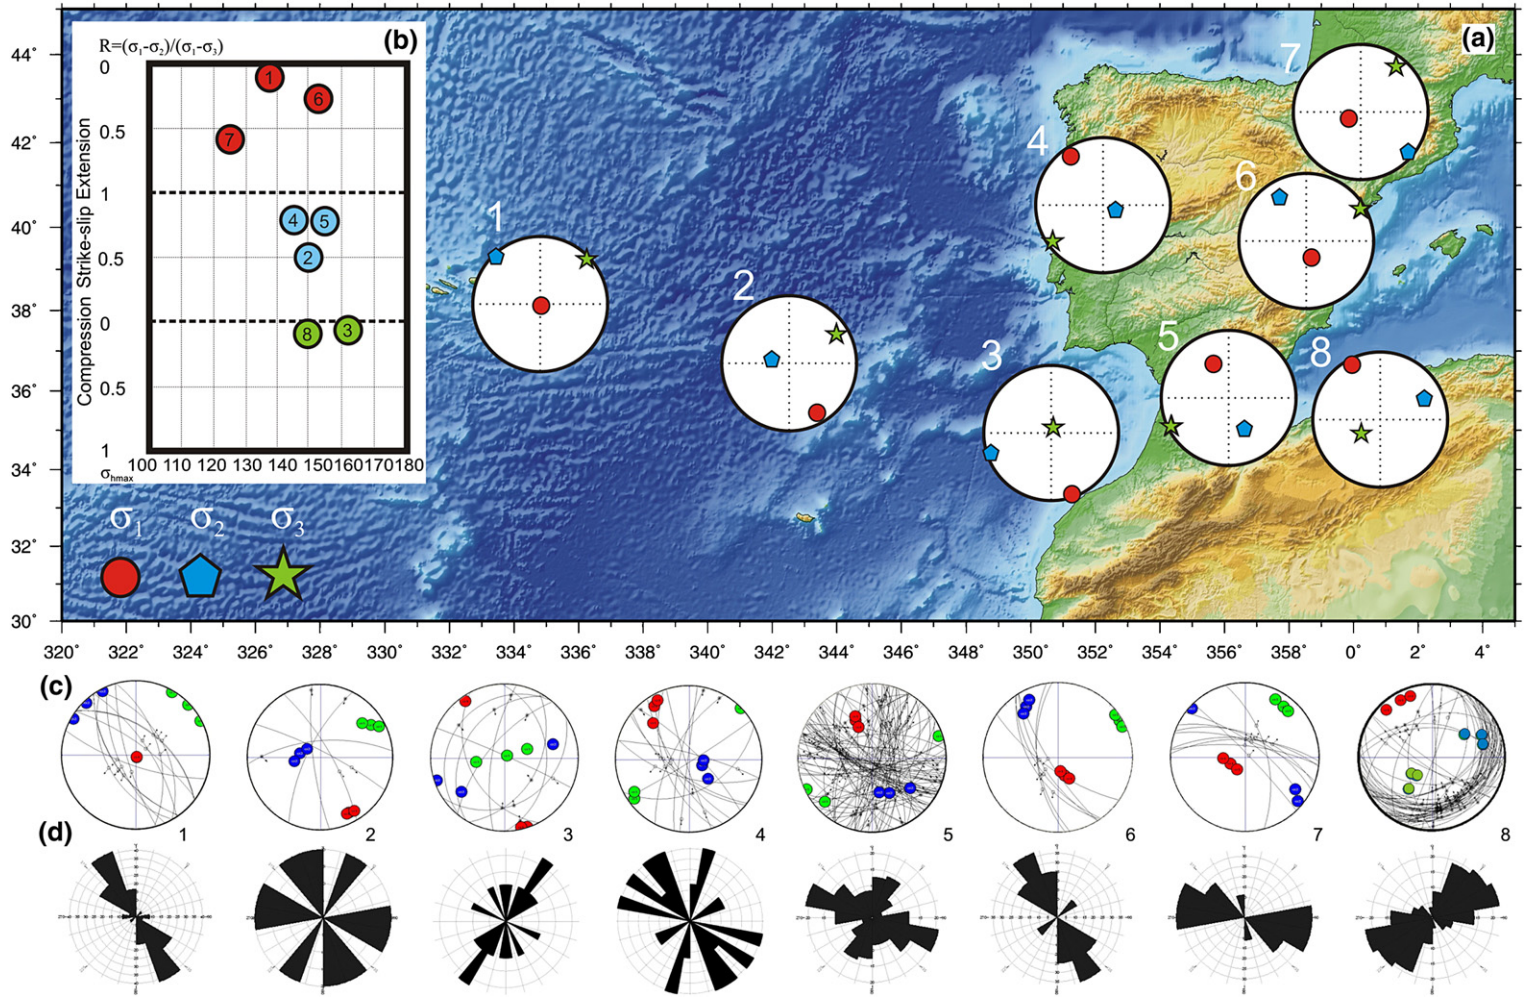 (a)
(b)
R=(σ₁-σ₂)/(σ₁-σ₃)
0
0.5
1
0.5
0
0.5
1
Compression Strike-slip Extension
1
6
7
4
5
2
8
3
100 110 120 130 140 150 160 170 180
σhmax
σ₁ σ₂ σ₃
1
2
3
4
5
6
7
8
44°
42°
40°
38°
36°
34°
32°
30°
320° 322° 324° 326° 328° 330° 332° 334° 336° 338° 340° 342° 344° 346° 348° 350° 352° 354° 356° 358° 0° 2° 4°
(c)
1 2 3 4 5 6 7 8
(d)